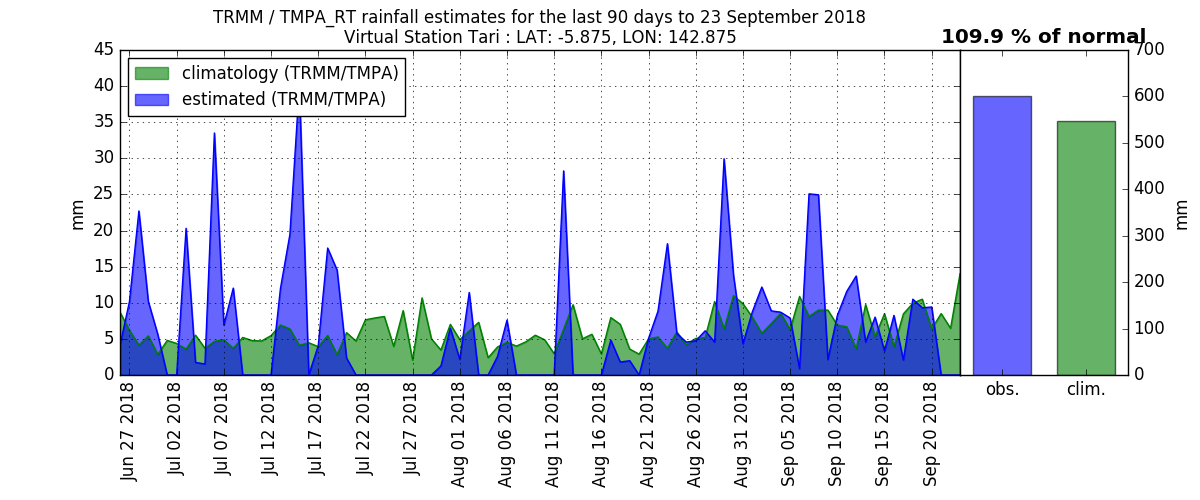 TRMM / TMPA_RT rainfall estimates for the last 90 days to 23 September 2018
Virtual Station Tari : LAT: -5.875, LON: 142.875
109.9 % of normal
climatology (TRMM/TMPA)
estimated (TRMM/TMPA)
mm
45
40
35
30
25
20
15
10
5
0
Jun 27 2018
Jul 02 2018
Jul 07 2018
Jul 12 2018
Jul 17 2018
Jul 22 2018
Jul 27 2018
Aug 01 2018
Aug 06 2018
Aug 11 2018
Aug 16 2018
Aug 21 2018
Aug 26 2018
Aug 31 2018
Sep 05 2018
Sep 10 2018
Sep 15 2018
Sep 20 2018
700
600
500
400
300
200
100
0
mm
obs.
clim.